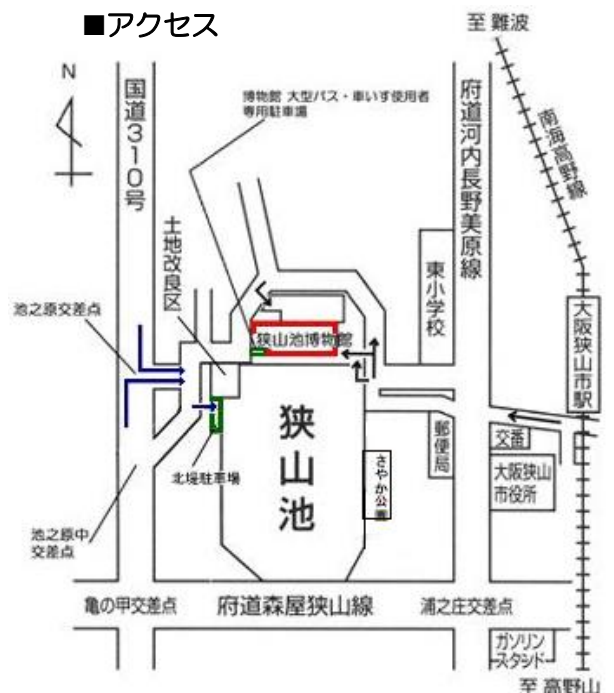 ■アクセス
至 難波
N
国道310号
博物館 大型バス・車いす使用者
専用駐車場
府道河内長野美原線
南海高野線
土地改良区
東小学校
池之原交差点
狭山池博物館
大阪狭山市駅
狭山池
郵便局
交番
さやか公園
大阪狭山
市役所
北堤駐車場
池之原中
交差点
亀の甲交差点
府道森屋狭山線
浦之庄交差点
ガソリン
スタンド
至 高野山